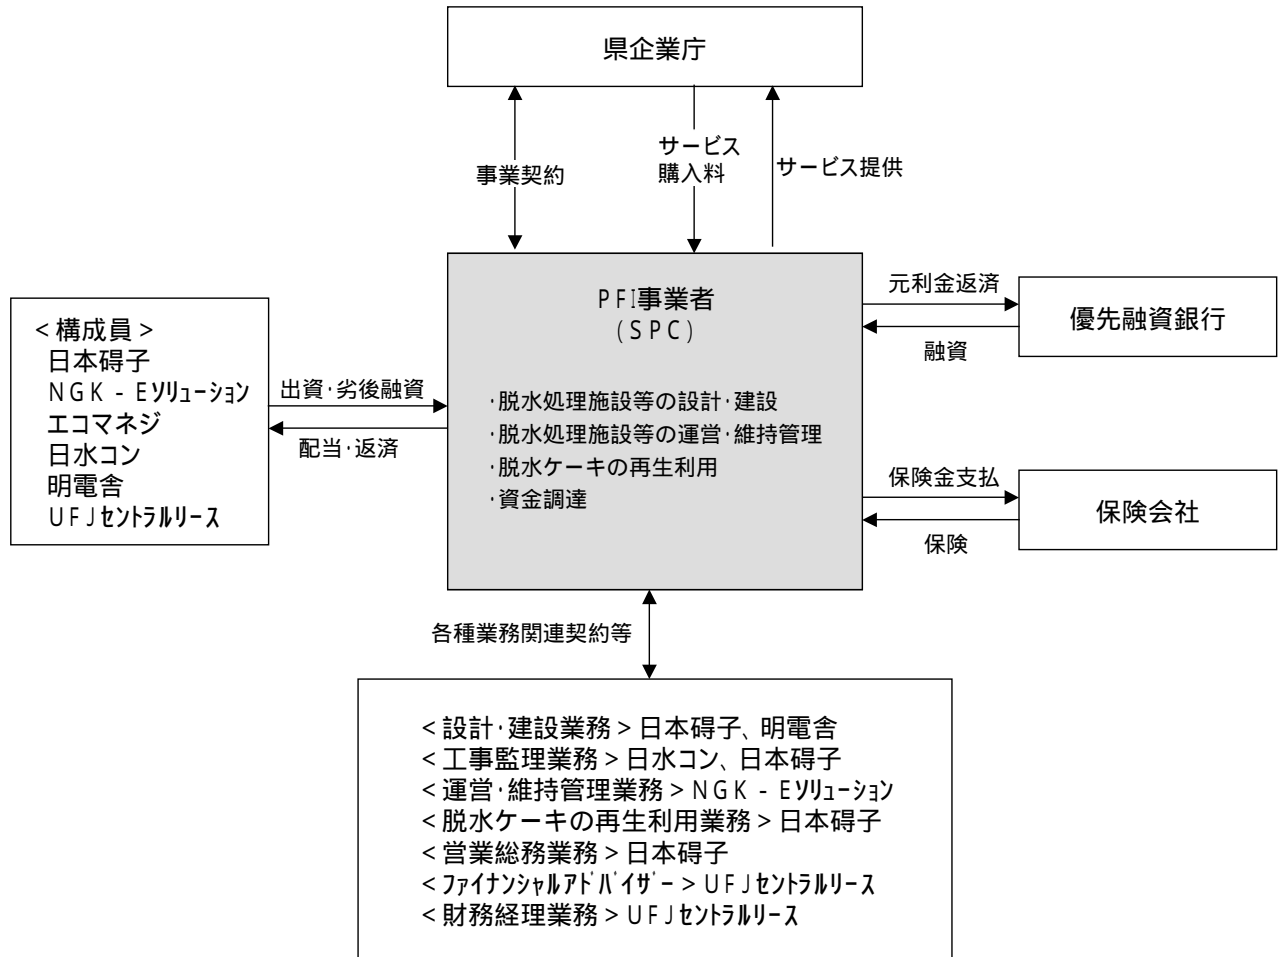 県企業庁
事業契約
サービス
購入料
サービス提供
PFI事業者
(SPC)
・脱水処理施設等の設計・建設
・脱水処理施設等の運営・維持管理
・脱水ケーキの再生利用
・資金調達
<構成員>
日本碍子
NGK-Eソリューション
エコマネジ
日水コン
明電舎
UFJセントラルリース
出資・劣後融資
配当・返済
元利金返済
融資
優先融資銀行
保険金支払
保険
保険会社
各種業務関連契約等
<設計・建設業務>日本碍子、明電舎
<工事監理業務>日水コン、日本碍子
<運営・維持管理業務>NGK-Eソリューション
<脱水ケーキの再生利用業務>日本碍子
<営業総務業務>日本碍子
<ファイナンシャルアドバイザー>UFJセントラルリース
<財務経理業務>UFJセントラルリース